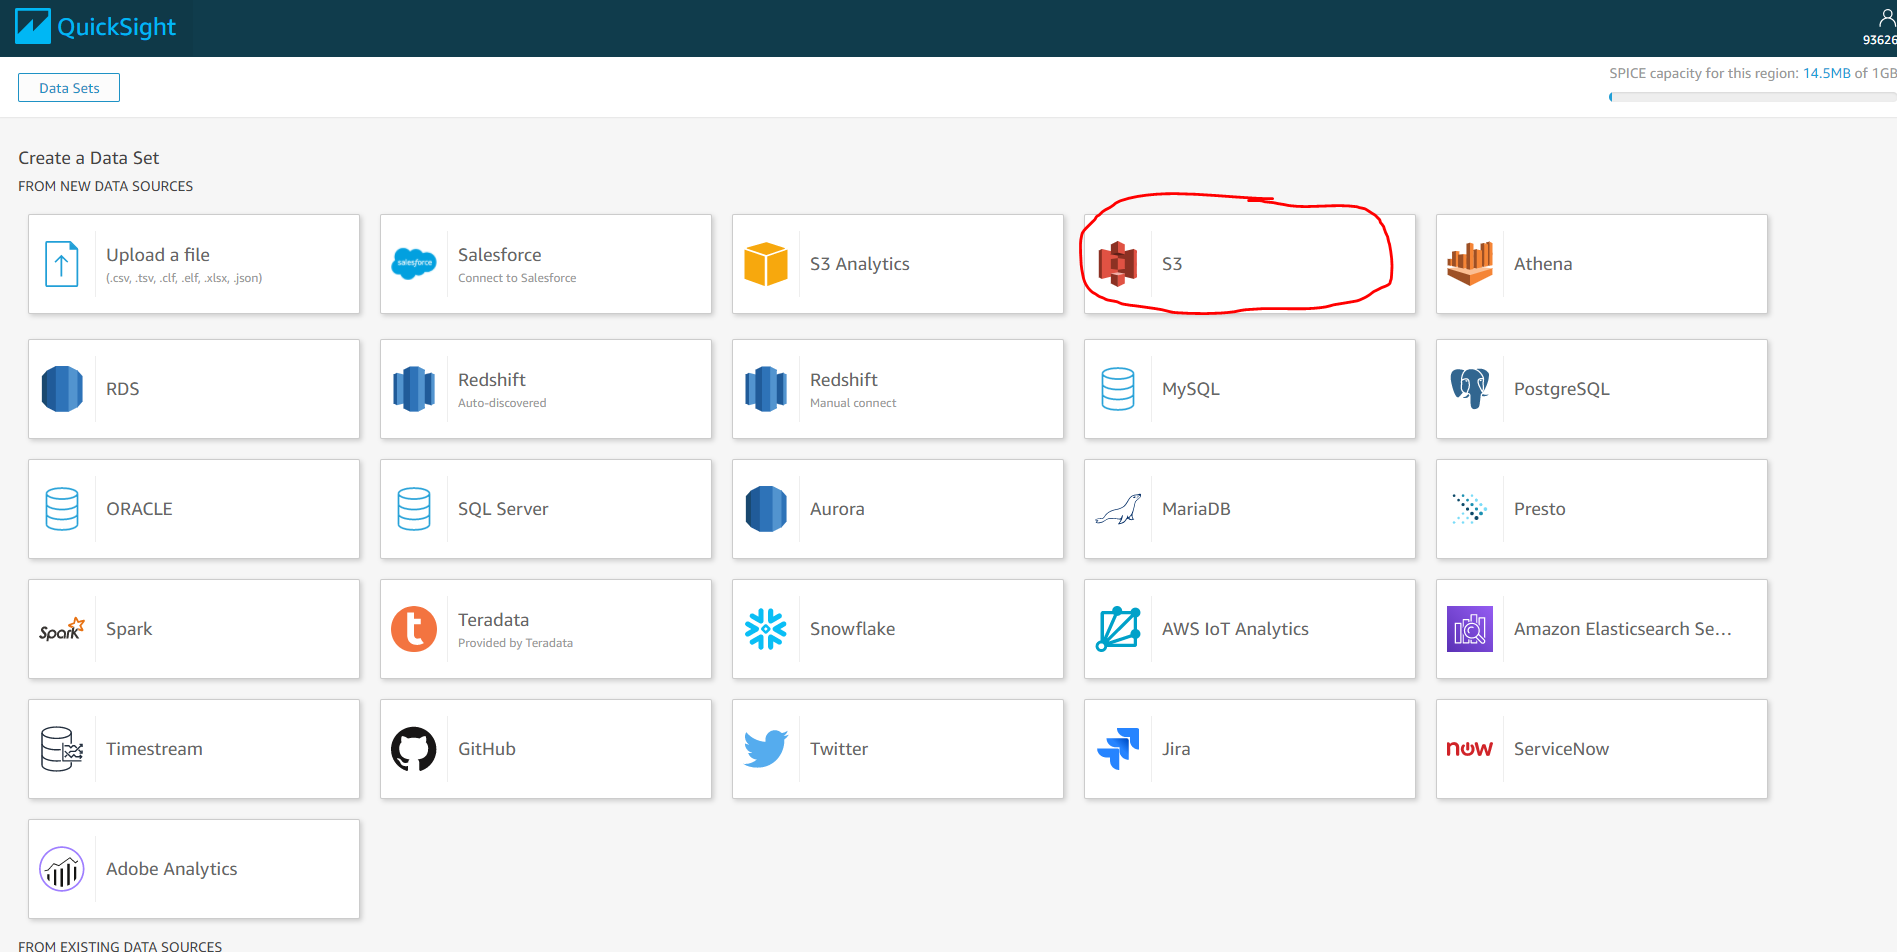 QuickSight
93626
Data Sets
SPICE capacity for this region: 14.5MB of 1GB
Create a Data Set
FROM NEW DATA SOURCES
Upload a file
(.csv, .tsv, .clf, .elf, .xlsx, .json)
salesforce
Salesforce
Connect to Salesforce
S3 Analytics
S3
Athena
RDS
Redshift
Auto-discovered
Redshift
Manual connect
MySQL
PostgreSQL
ORACLE
SQL Server
Aurora
MariaDB
Presto
Spark
Spark
t
Teradata
Provided by Teradata
Snowflake
AWS IoT Analytics
Amazon Elasticsearch Se...
Timestream
GitHub
Twitter
Jira
now
ServiceNow
Adobe Analytics
FROM EXISTING DATA SOURCES